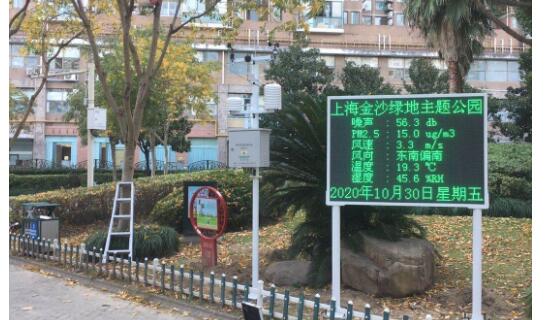 上海金沙绿地主题公园
噪声 : 56.3 db
PM2.5 : 15.0 ug/m3
风速 : 3.3 m/s
风向 : 东南偏南
温度 : 19.3 ℃
湿度 : 45.6 %RH
2020年10月30日星期五